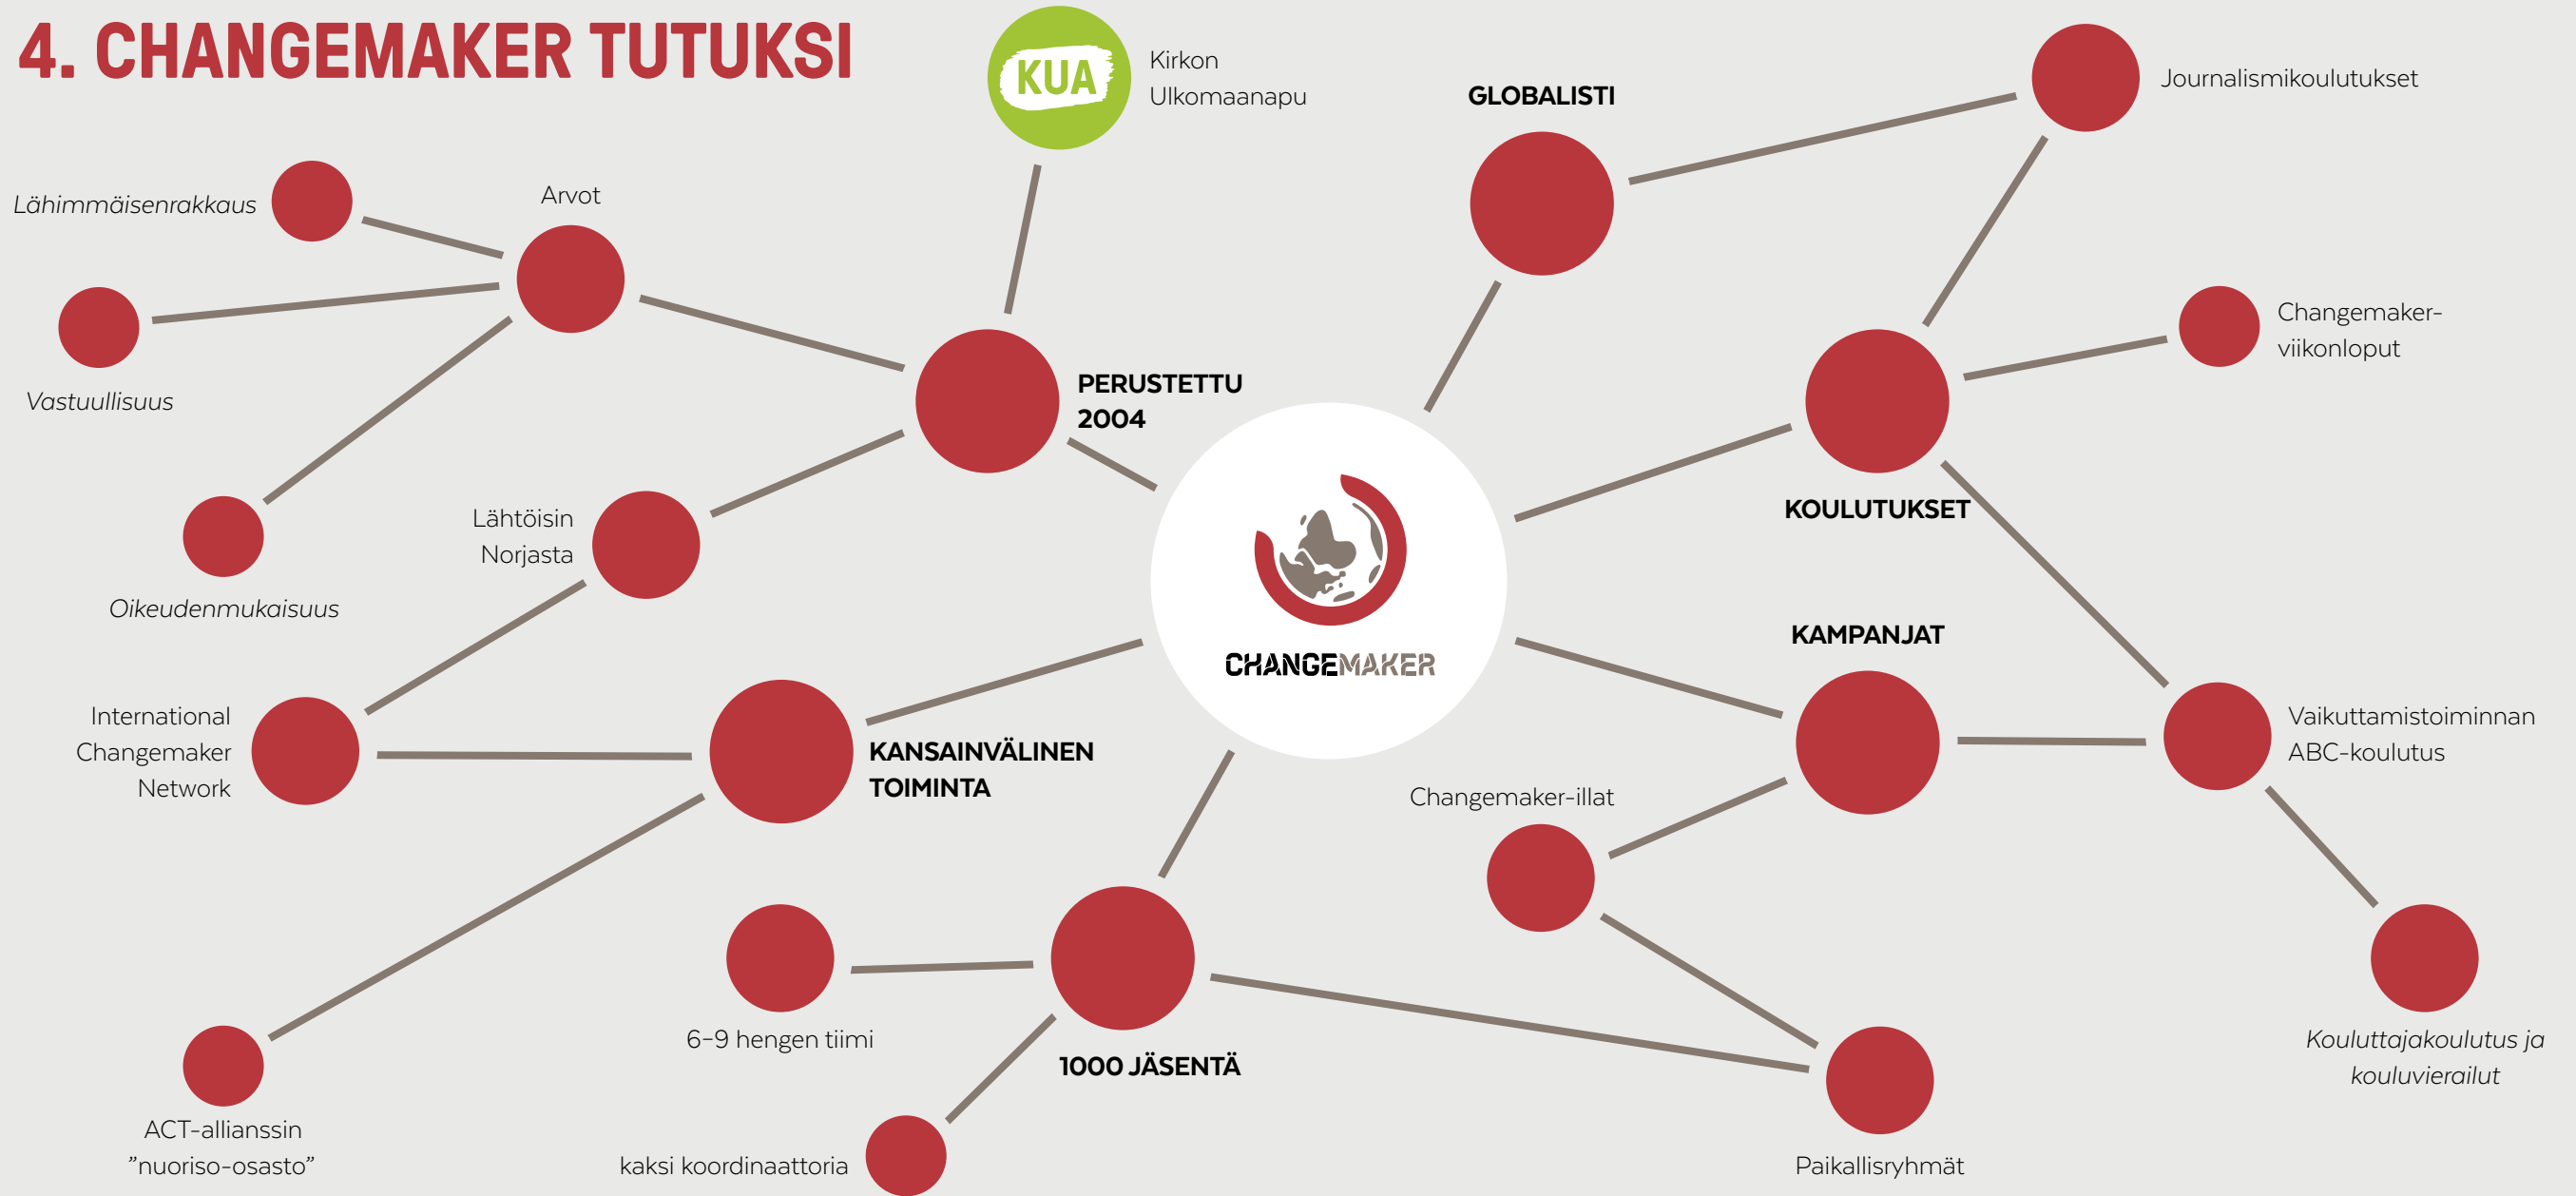 4. CHANGEMAKER TUTUKSI
KUA
Kirkon
Ulkomaanapu
GLOBALISTI
Journalismikoulutukset
Lähimmäisenrakkaus
Arvot
Vastuullisuus
PERUSTETTU
2004
Changemaker-
viikonloput
Oikeudenmukaisuus
Lähtöisin
Norjasta
KOULUTUKSET
CHANGEMAKER
KAMPANJAT
International
Changemaker
Network
KANSAINVÄLINEN
TOIMINTA
Changemaker-illat
Vaikuttamistoiminnan
ABC-koulutus
6–9 hengen tiimi
1000 JÄSENTÄ
Kouluttajakoulutus ja
kouluvierailut
ACT-allianssin
”nuoriso-osasto”
kaksi koordinaattoria
Paikallisryhmät